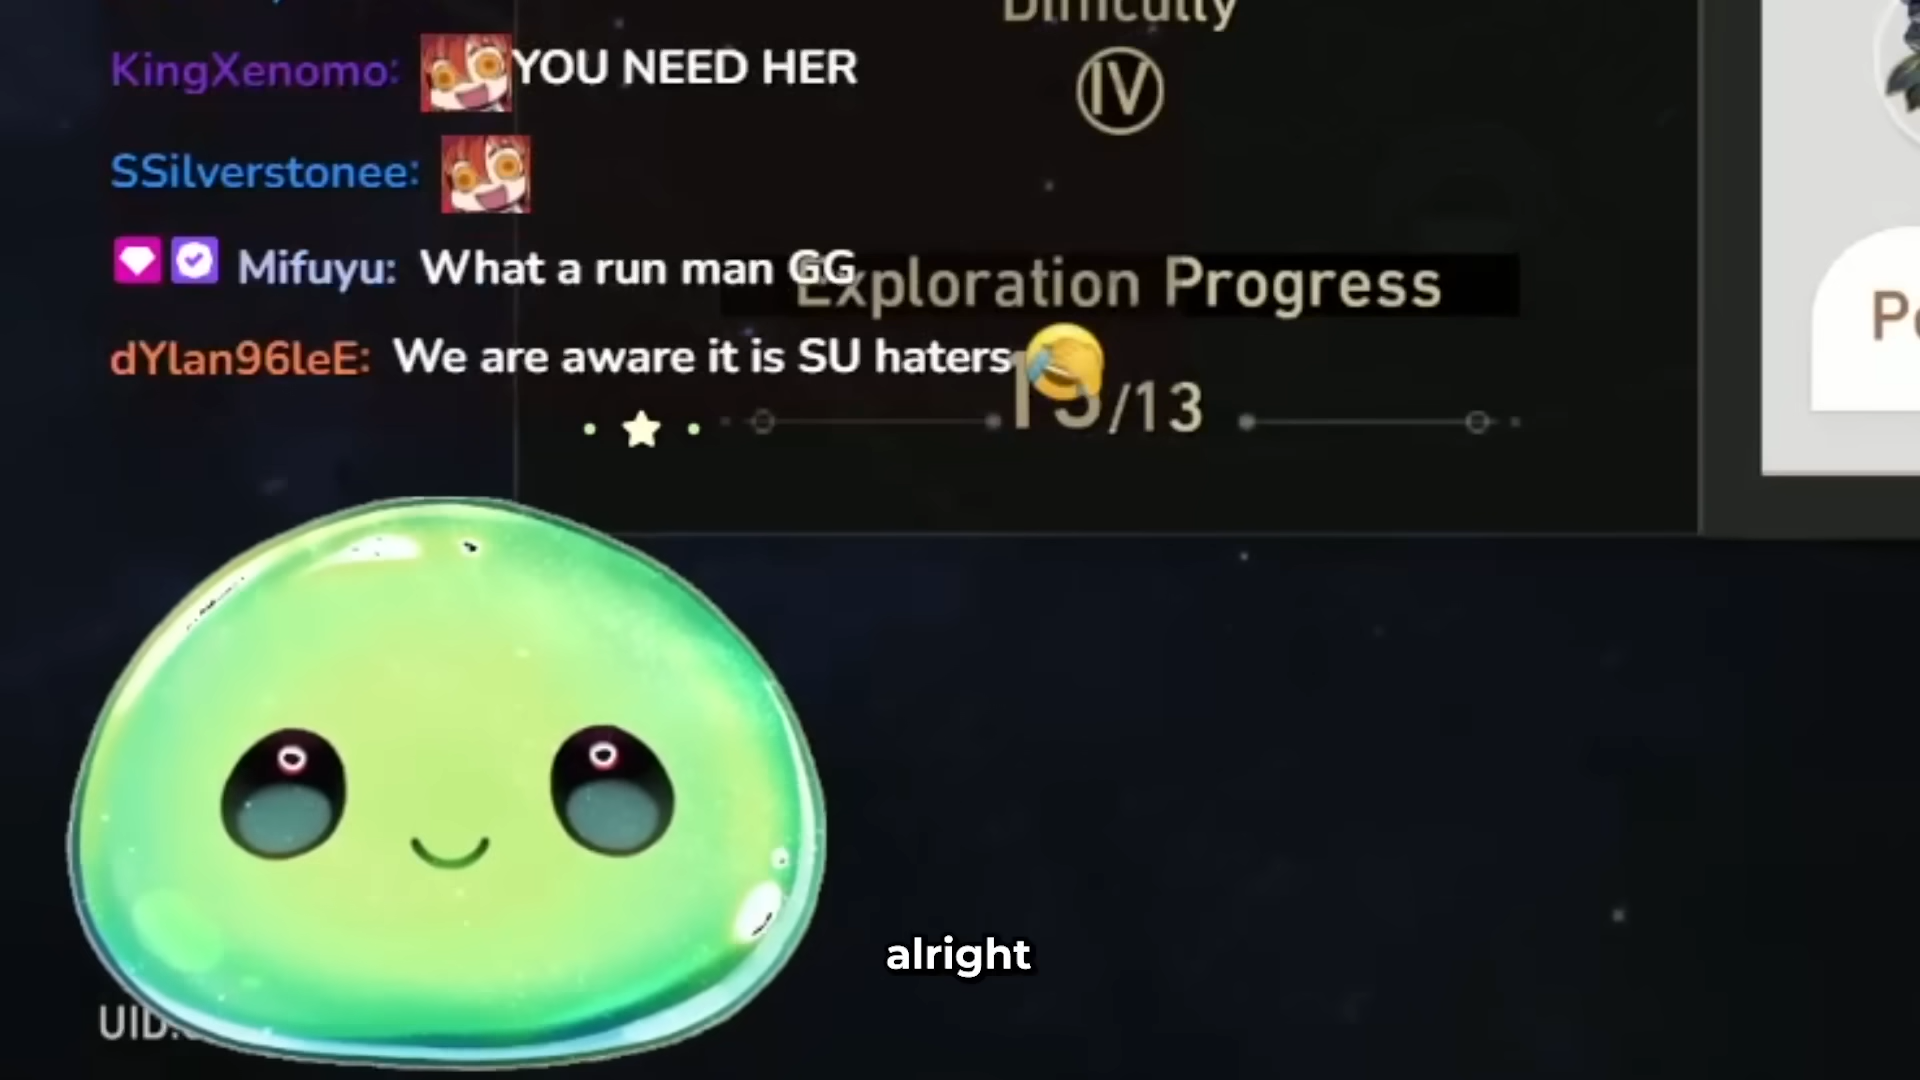 Difficulty
KingXenomo: YOU NEED HER
IV
SSilverstonee:
Mifuyu: What a run man GG
Exploration Progress
dYlan96leE: We are aware it is SU haters
13/13
alright
UID: